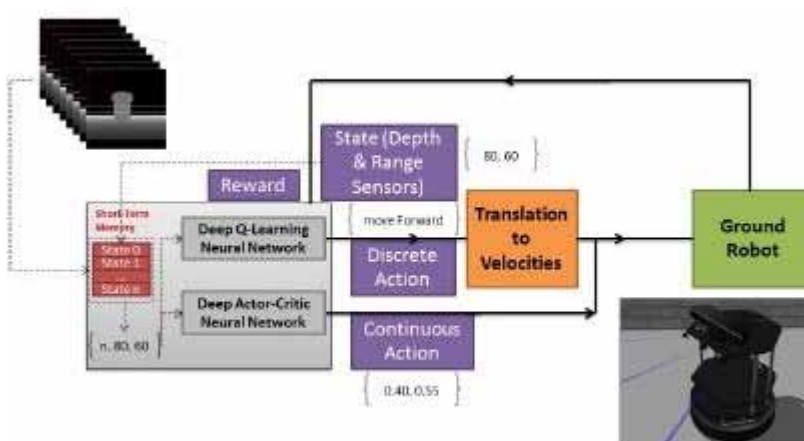 State (Depth
& Range
Sensors)
80, 60
Reward
Short-Term
Memory
State 0
State 1
...
State n
n, 80, 60
Deep Q-Learning
Neural Network
Deep Actor-Critic
Neural Network
move Forward
Discrete
Action
Continuous
Action
0.40, 0.55
Translation
to
Velocities
Ground
Robot